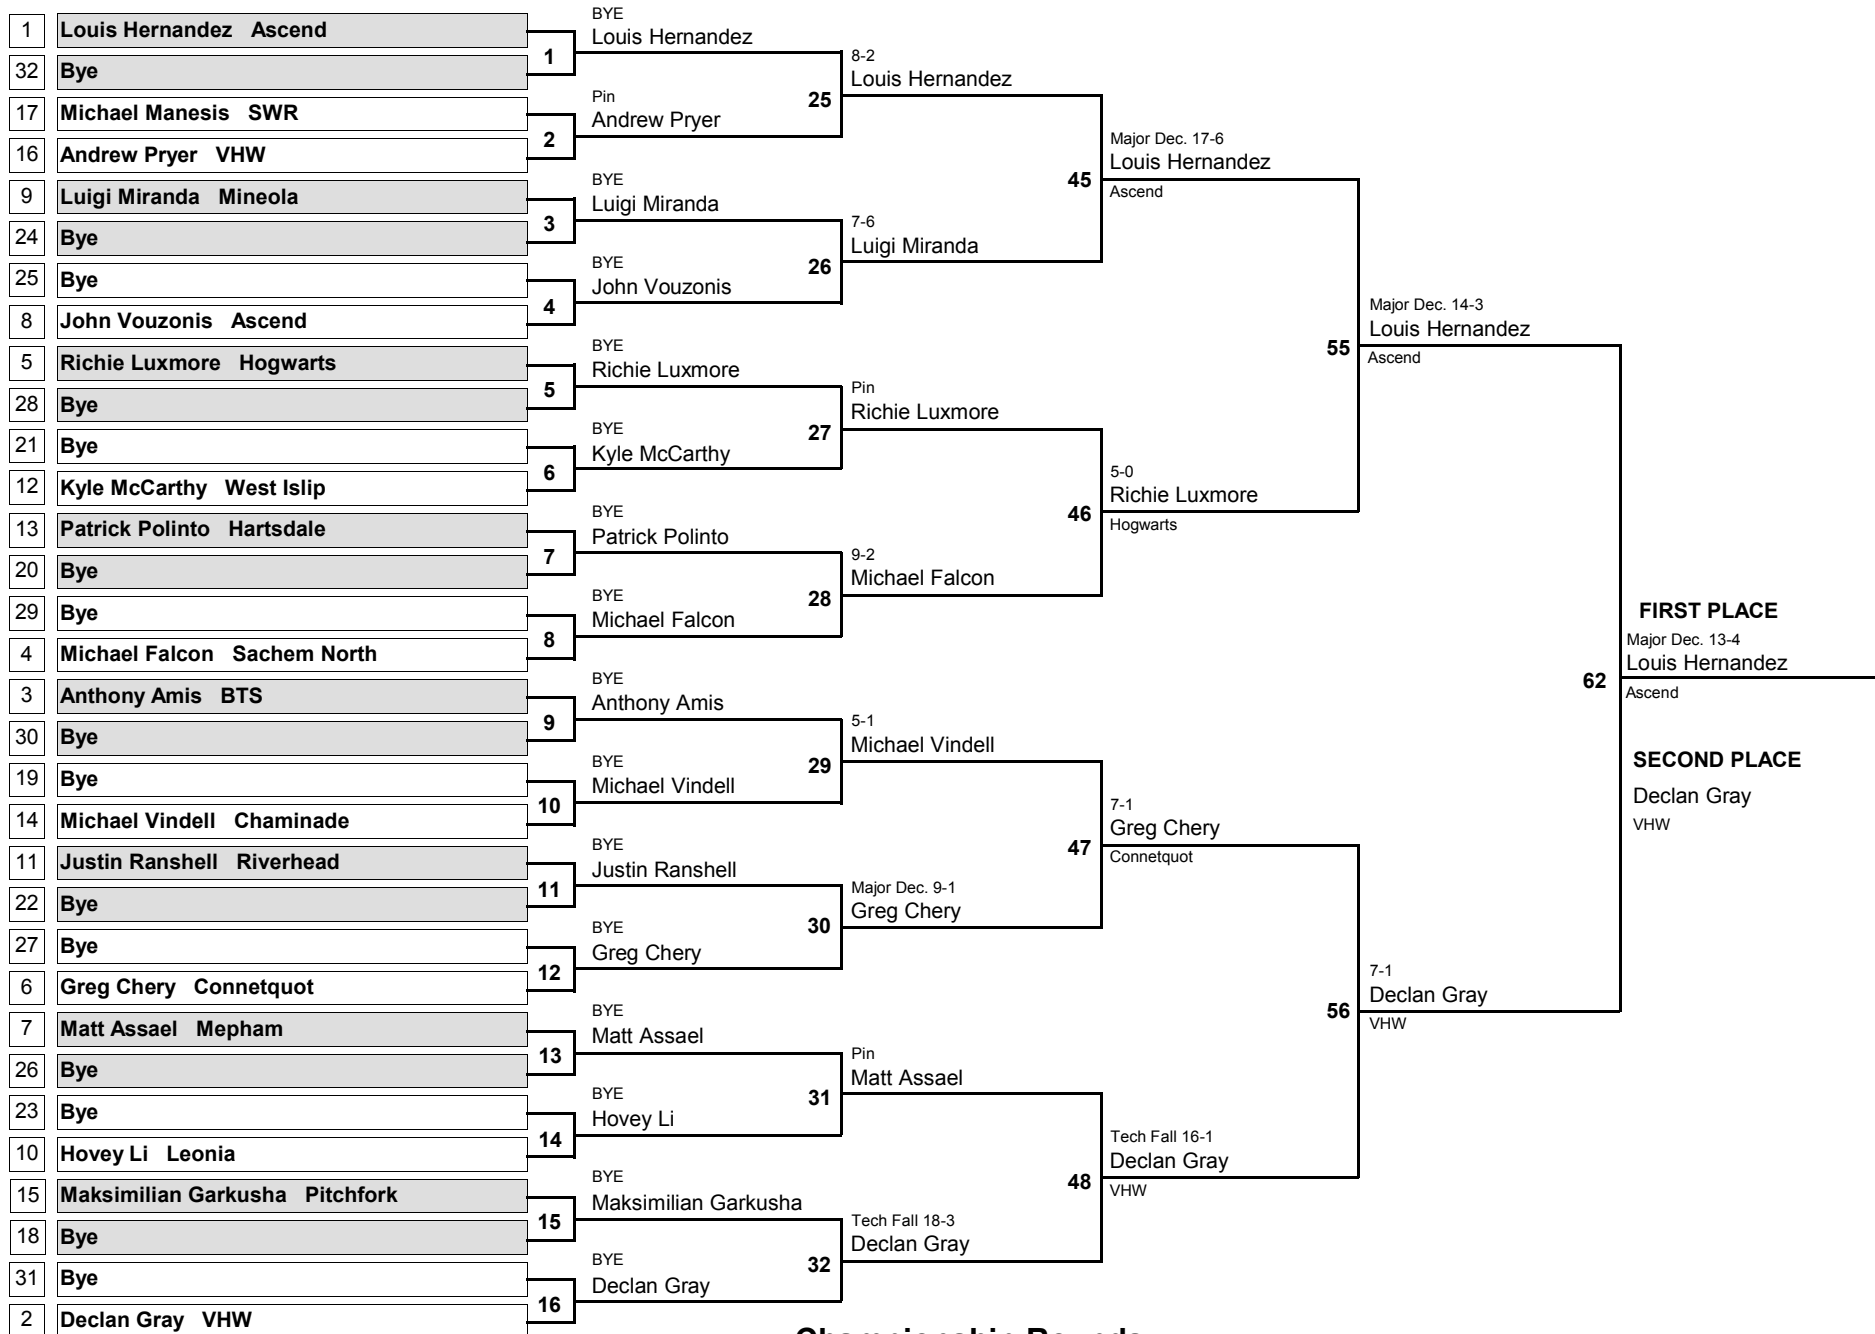 1 Louis Hernandez Ascend
32 Bye
17 Michael Manesis SWR
16 Andrew Pryer VHW
9 Luigi Miranda Mineola
24 Bye
25 Bye
8 John Vouzonis Ascend
5 Richie Luxmore Hogwarts
28 Bye
21 Bye
12 Kyle McCarthy West Islip
13 Patrick Polinto Hartsdale
20 Bye
29 Bye
4 Michael Falcon Sachem North
3 Anthony Amis BTS
30 Bye
19 Bye
14 Michael Vindell Chaminade
11 Justin Ranshell Riverhead
22 Bye
27 Bye
6 Greg Chery Connetquot
7 Matt Assael Mepham
26 Bye
23 Bye
10 Hovey Li Leonia
15 Maksimilian Garkusha Pitchfork
18 Bye
31 Bye
2 Declan Gray VHW
1
2
3
4
5
6
7
8
9
10
11
12
13
14
15
16
BYE
Louis Hernandez
Pin
Andrew Pryer
BYE
Luigi Miranda
BYE
John Vouzonis
BYE
Richie Luxmore
BYE
Kyle McCarthy
BYE
Patrick Polinto
BYE
Michael Falcon
BYE
Anthony Amis
BYE
Michael Vindell
BYE
Justin Ranshell
BYE
Greg Chery
BYE
Matt Assael
BYE
Hovey Li
BYE
Maksimilian Garkusha
BYE
Declan Gray
25
26
27
28
29
30
31
32
8-2
Louis Hernandez
7-6
Luigi Miranda
Pin
Richie Luxmore
9-2
Michael Falcon
5-1
Michael Vindell
Major Dec. 9-1
Greg Chery
Pin
Matt Assael
Tech Fall 18-3
Declan Gray
45
46
47
48
Major Dec. 17-6
Louis Hernandez
Ascend
5-0
Richie Luxmore
Hogwarts
7-1
Greg Chery
Connetquot
Tech Fall 16-1
Declan Gray
VHW
55
56
Major Dec. 14-3
Louis Hernandez
Ascend
7-1
Declan Gray
VHW
62
FIRST PLACE
Major Dec. 13-4
Louis Hernandez
Ascend
SECOND PLACE
Declan Gray
VHW
Championship Rounds